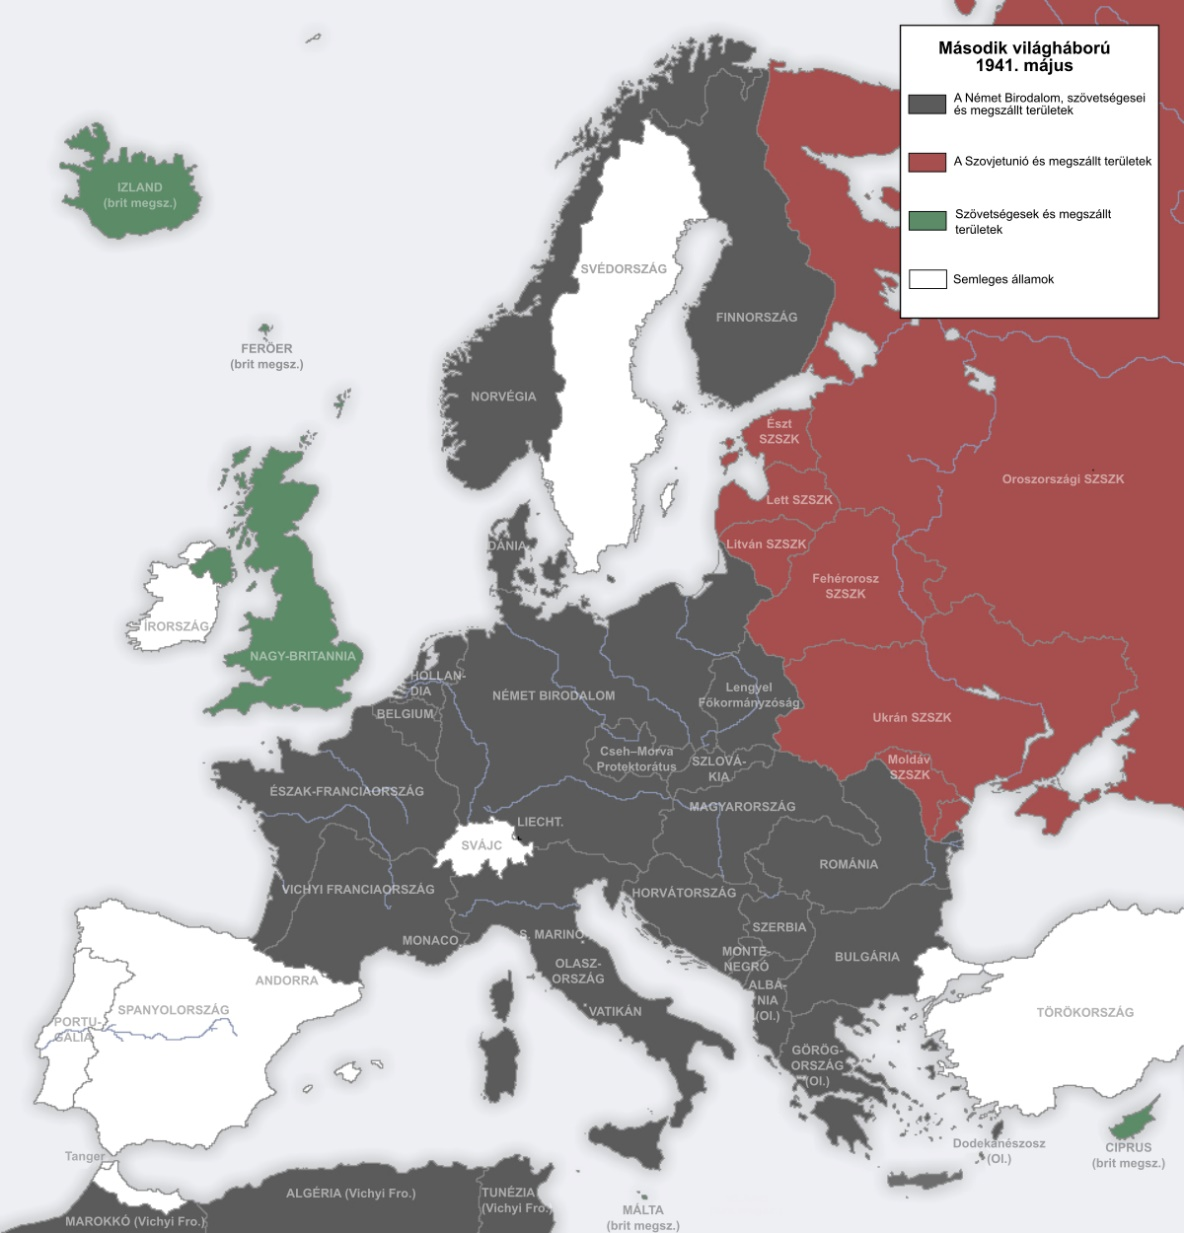 Második világháború
1941. május
A Német Birodalom, szövetségesei
és megszállt területek
A Szovjetunió és megszállt területek
Szövetségesek és megszállt
területek
Semleges államok
IZLAND
(brit megsz.)
SVÉDORSZÁG
FINNORSZÁG
FERÖER
(brit megsz.)
NORVÉGIA
Észt
SZSZK
Oroszországi SZSZK
Lett SZSZK
Litván SZSZK
DÁNIA
Fehérorosz
SZSZK
ÍRORSZÁG
NAGY-BRITANNIA
HOLLAN-
DIA
NÉMET BIRODALOM
Lengyel
Főkormányzóság
BELGIUM
Ukrán SZSZK
Cseh–Morva
Protektorátus
SZLOVÁ-
KIA
Moldáv
SZSZK
ÉSZAK-FRANCIAORSZÁG
MAGYARORSZÁG
LIECHT.
SVÁJC
ROMÁNIA
VICHYI FRANCIAORSZÁG
HORVÁTORSZÁG
SZERBIA
MONACO
S. MARINO
MONTE-
NEGRÓ
BULGÁRIA
OLASZ-
ORSZÁG
ANDORRA
ALBÁ-
NIA
(Ol.)
SPANYOLORSZÁG
VATIKÁN
TÖRÖKORSZÁG
PORTU-
GÁLIA
GÖRÖG-
ORSZÁG
(Ol.)
Dodekanészosz
(Ol.)
CIPRUS
(brit megsz.)
Tanger
ALGÉRIA (Vichyi Fro.)
TUNÉZIA
(Vichyi Fro.)
MÁLTA
(brit megsz.)
MAROKKÓ (Vichyi Fro.)